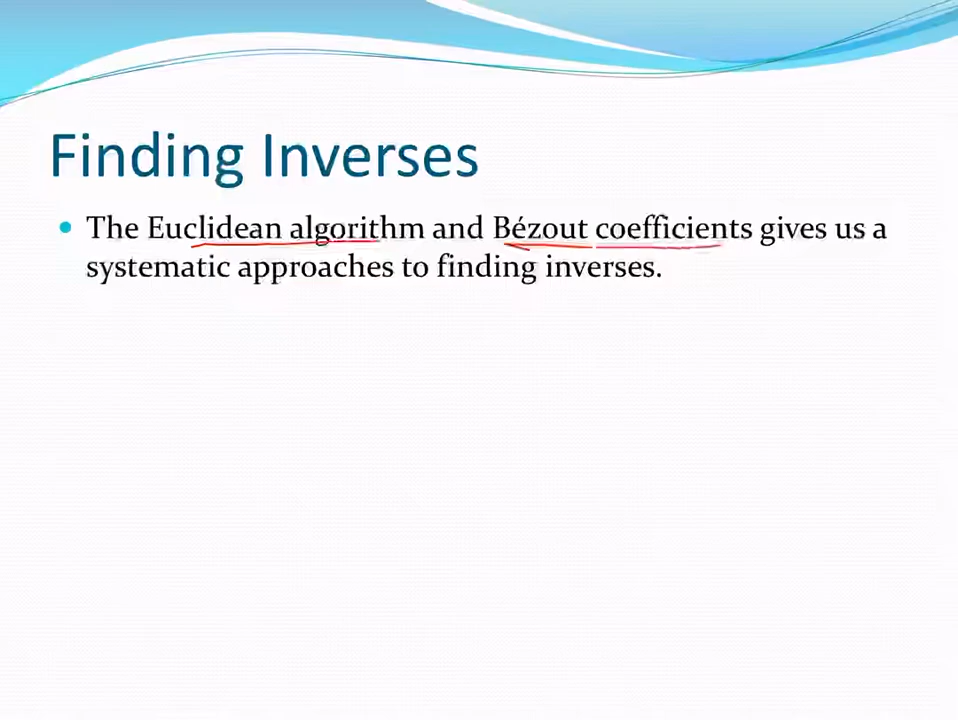 Finding Inverses
• The Euclidean algorithm and Bézout coefficients gives us a
systematic approaches to finding inverses.